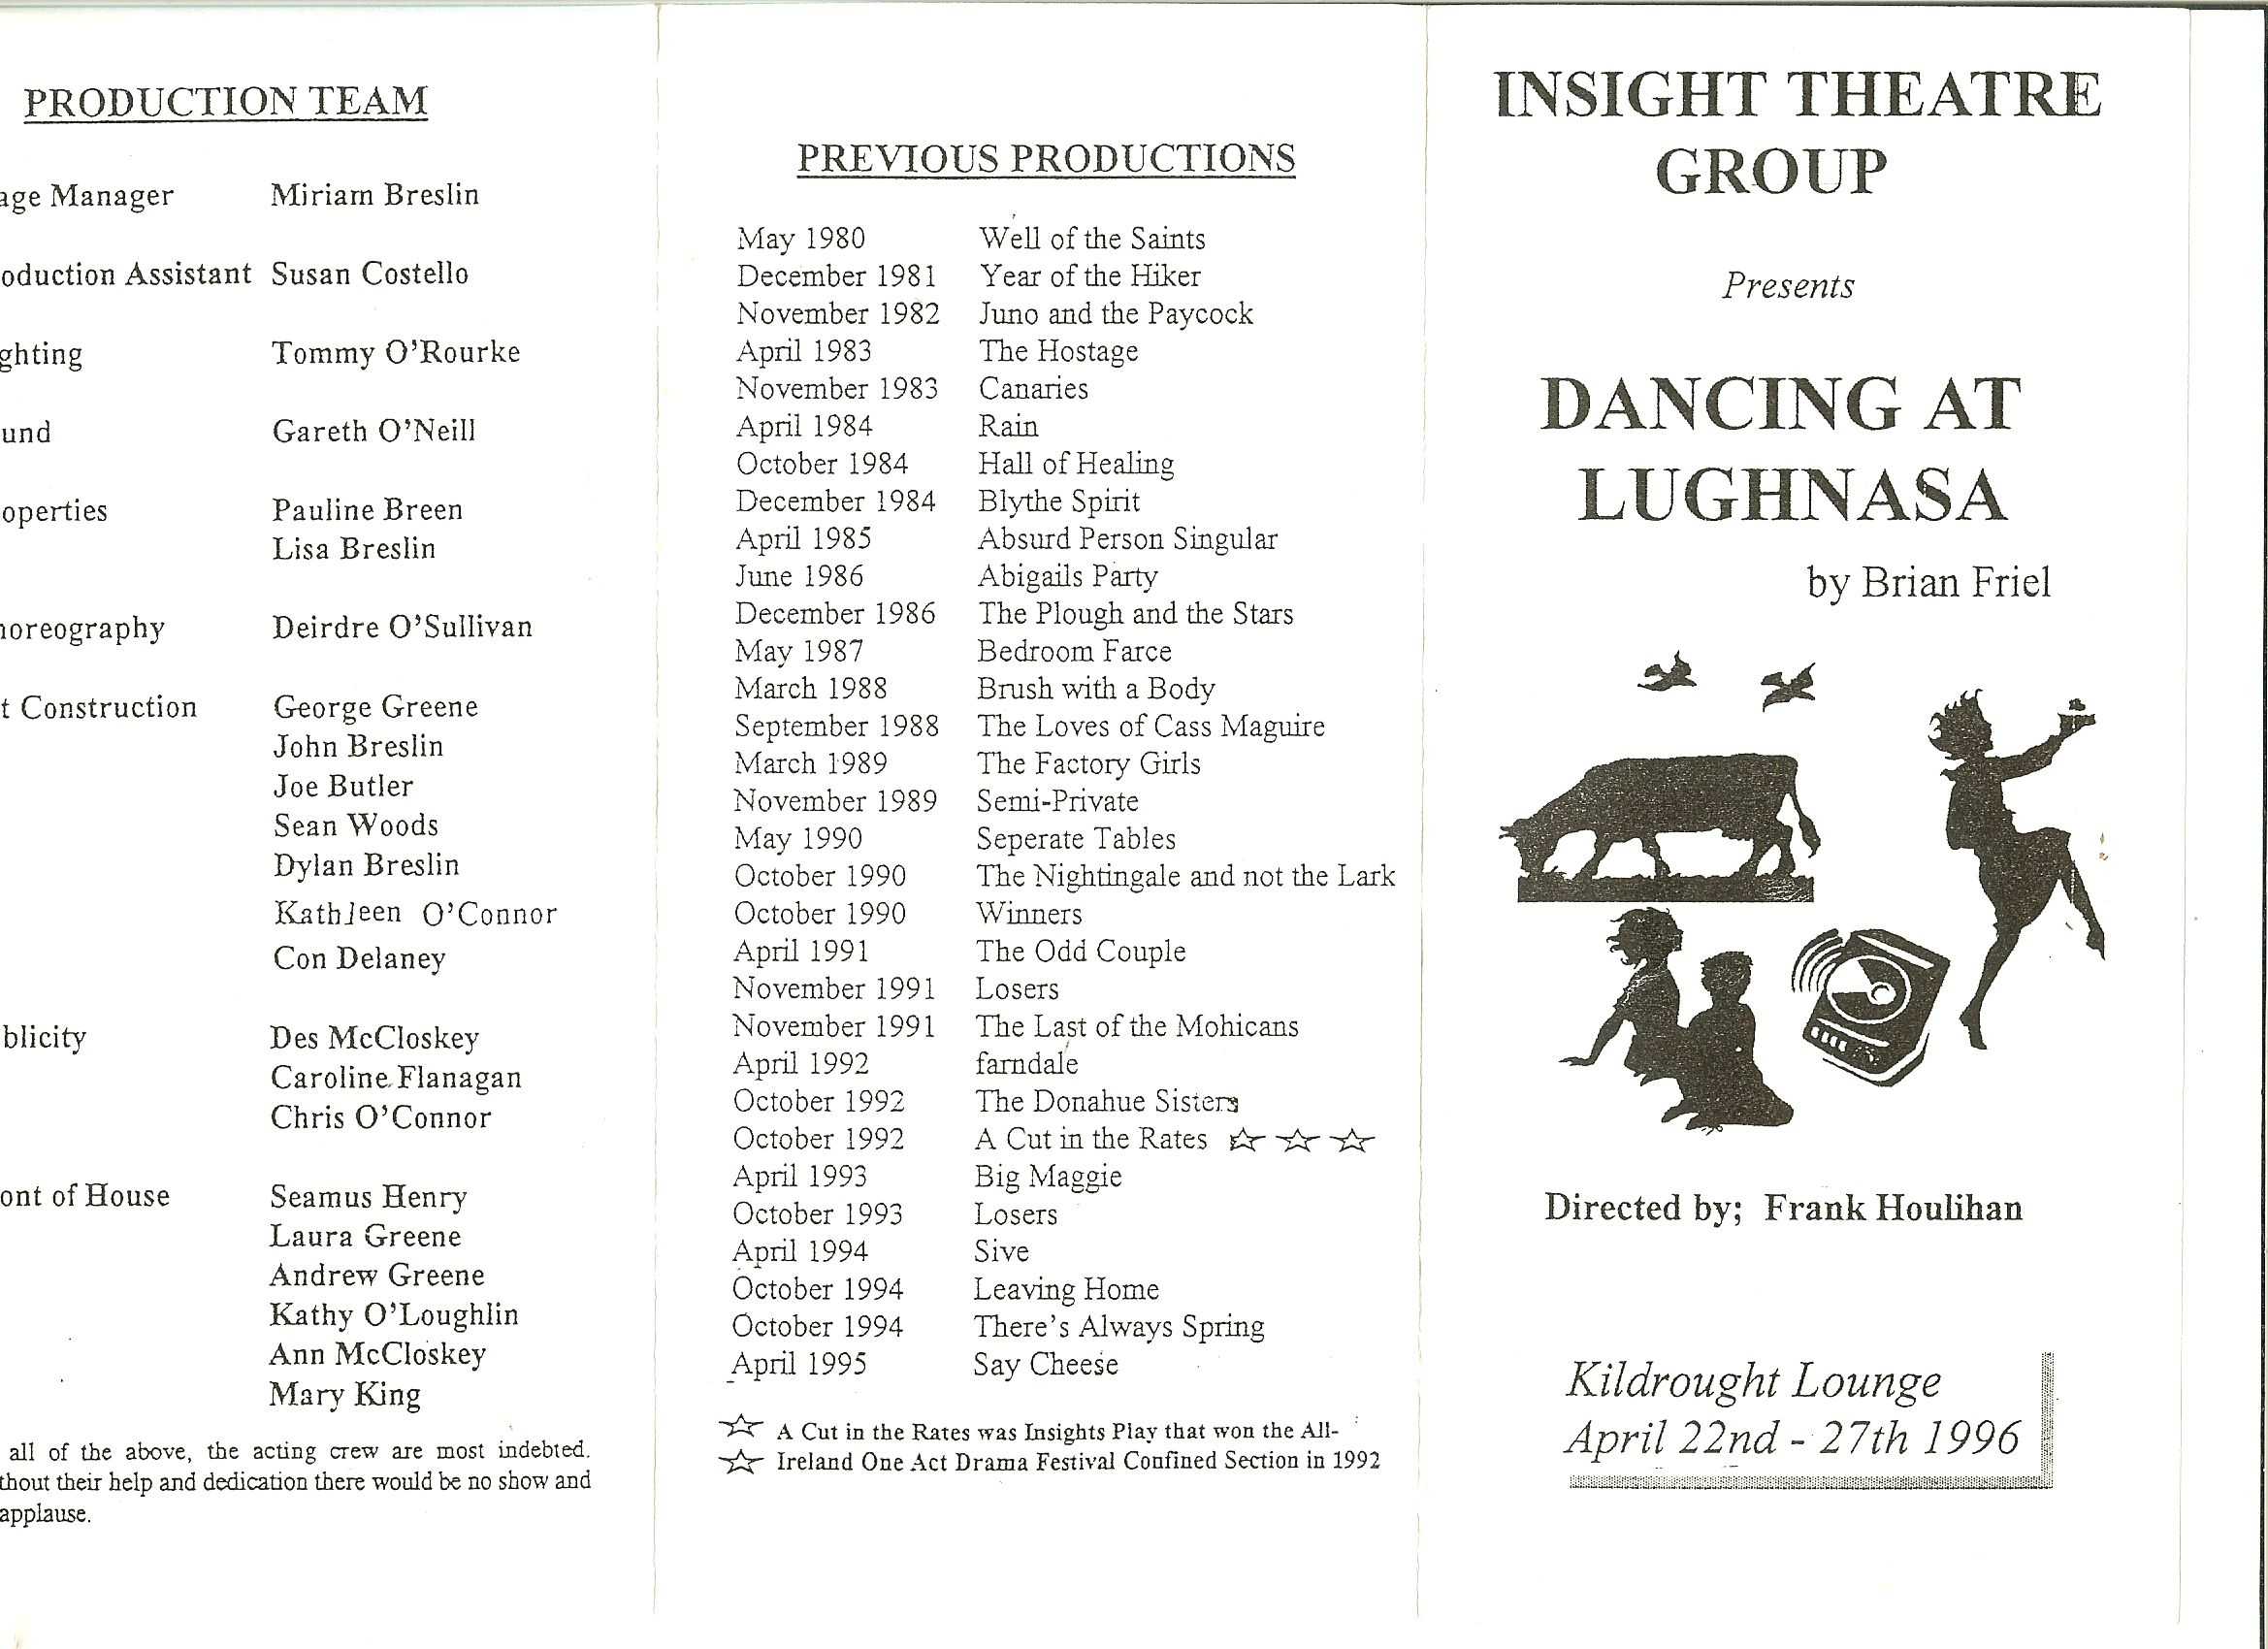 PRODUCTION TEAM
age Manager Miriam Breslin
oduction Assistant Susan Costello
ghting Tommy O'Rourke
und Gareth O'Neill
operties Pauline Breen
Lisa Breslin
horeography Deirdre O'Sullivan
t Construction George Greene
John Breslin
Joe Butler
Sean Woods
Dylan Breslin
Kathleen O'Connor
Con Delaney
blicity Des McCloskey
Caroline Flanagan
Chris O'Connor
ont of House Seamus Henry
Laura Greene
Andrew Greene
Kathy O'Loughlin
Ann McCloskey
Mary King
all of the above, the acting crew are most indebted.
thout their help and dedication there would be no show and
applause.
PREVIOUS PRODUCTIONS
May 1980 Well of the Saints
December 1981 Year of the Hiker
November 1982 Juno and the Paycock
April 1983 The Hostage
November 1983 Canaries
April 1984 Rain
October 1984 Hall of Healing
December 1984 Blythe Spirit
April 1985 Absurd Person Singular
June 1986 Abigails Party
December 1986 The Plough and the Stars
May 1987 Bedroom Farce
March 1988 Brush with a Body
September 1988 The Loves of Cass Maguire
March 1989 The Factory Girls
November 1989 Semi-Private
May 1990 Seperate Tables
October 1990 The Nightingale and not the Lark
October 1990 Winners
April 1991 The Odd Couple
November 1991 Losers
November 1991 The Last of the Mohicans
April 1992 farndale
October 1992 The Donahue Sisters
October 1992 A Cut in the Rates ☆ ☆ ☆
April 1993 Big Maggie
October 1993 Losers
April 1994 Sive
October 1994 Leaving Home
October 1994 There's Always Spring
April 1995 Say Cheese
☆ A Cut in the Rates was Insights Play that won the All-
☆ Ireland One Act Drama Festival Confined Section in 1992
INSIGHT THEATRE
GROUP
Presents
DANCING AT
LUGHNASA
by Brian Friel
Directed by; Frank Houlihan
Kildrought Lounge
April 22nd - 27th 1996